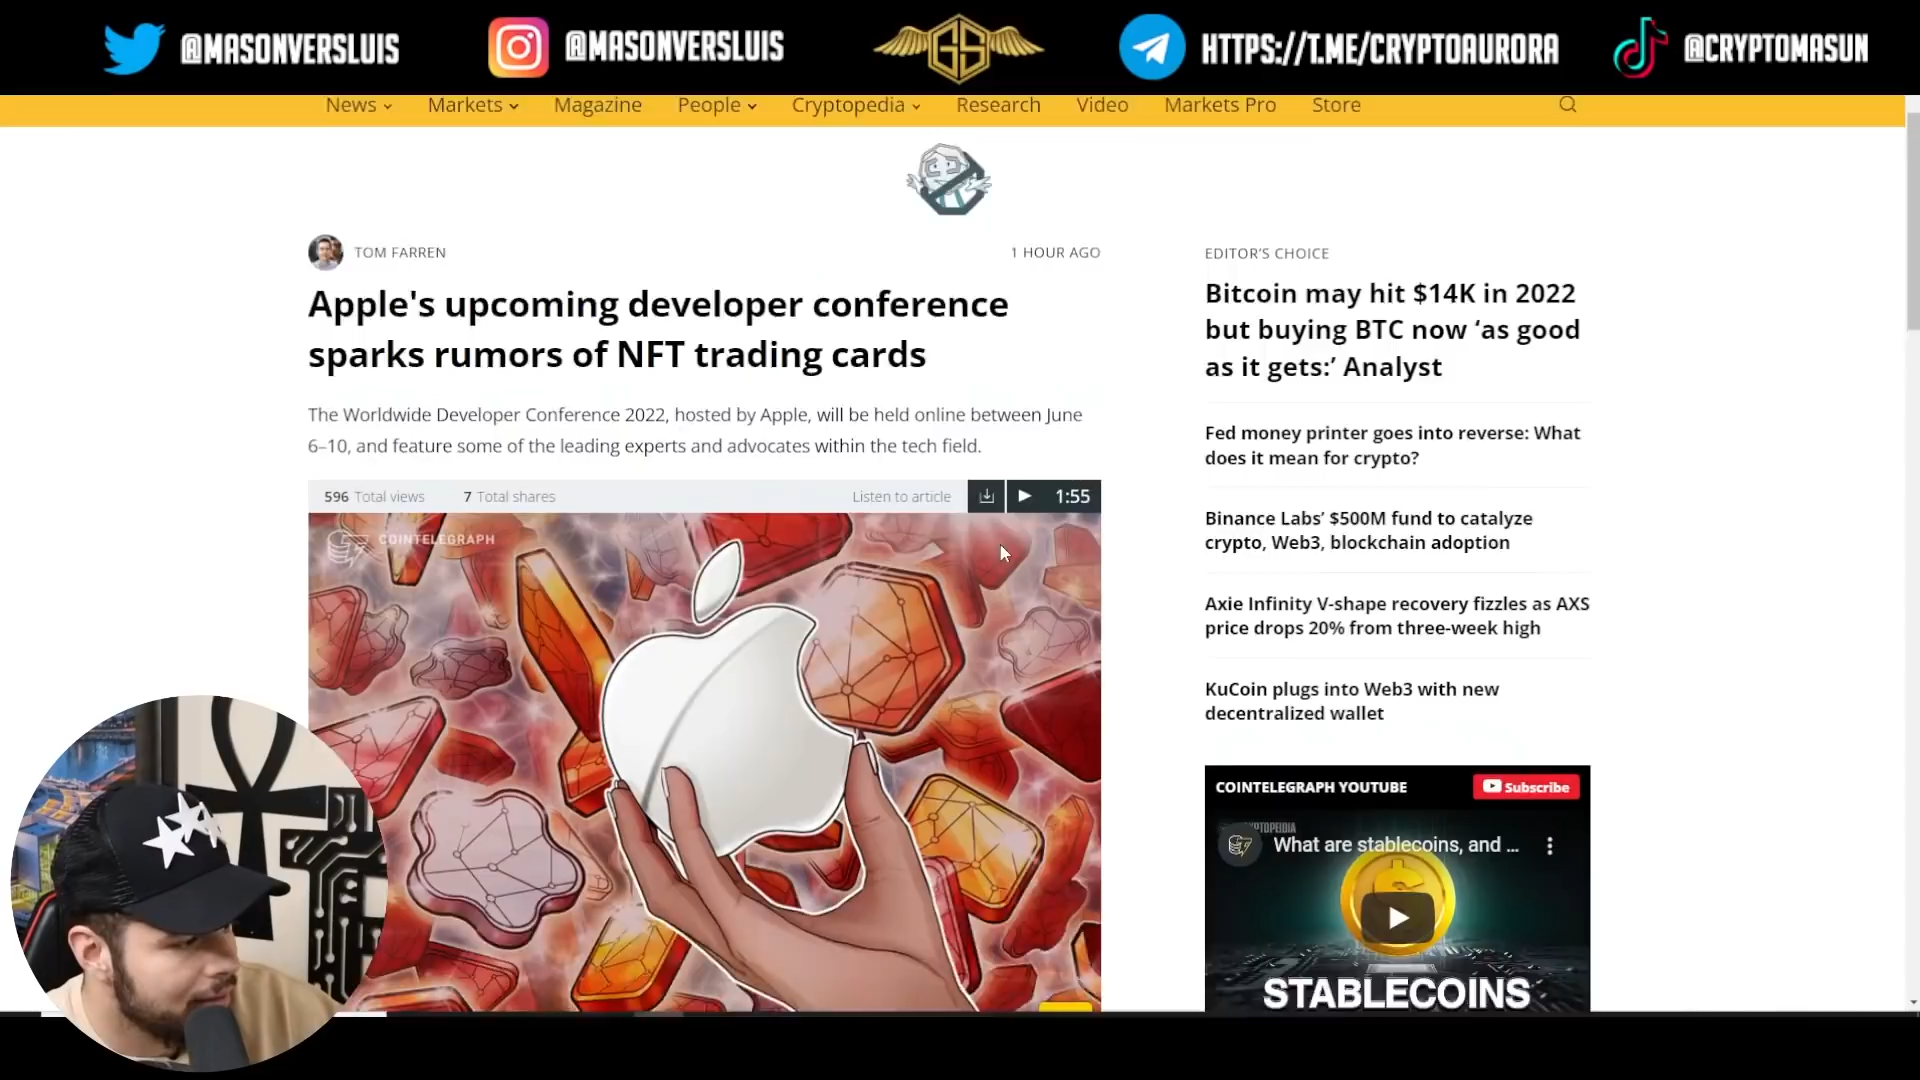 @MASONVERSLUIS
@MASONVERSLUIS
GS
HTTPS://T.ME/CRYPTOAURORA
@CRYPTOMASUN
News Markets Magazine People Cryptopedia Research Video Markets Pro Store
TOM FARREN
1 HOUR AGO
Apple's upcoming developer conference
sparks rumors of NFT trading cards
The Worldwide Developer Conference 2022, hosted by Apple, will be held online between June
6–10, and feature some of the leading experts and advocates within the tech field.
596 Total views 7 Total shares Listen to article 1:55
COINTELEGRAPH
EDITOR'S CHOICE
Bitcoin may hit $14K in 2022
but buying BTC now ‘as good
as it gets:’ Analyst
Fed money printer goes into reverse: What
does it mean for crypto?
Binance Labs’ $500M fund to catalyze
crypto, Web3, blockchain adoption
Axie Infinity V-shape recovery fizzles as AXS
price drops 20% from three-week high
KuCoin plugs into Web3 with new
decentralized wallet
COINTELEGRAPH YOUTUBE
Subscribe
What are stablecoins, and ...
STABLECOINS